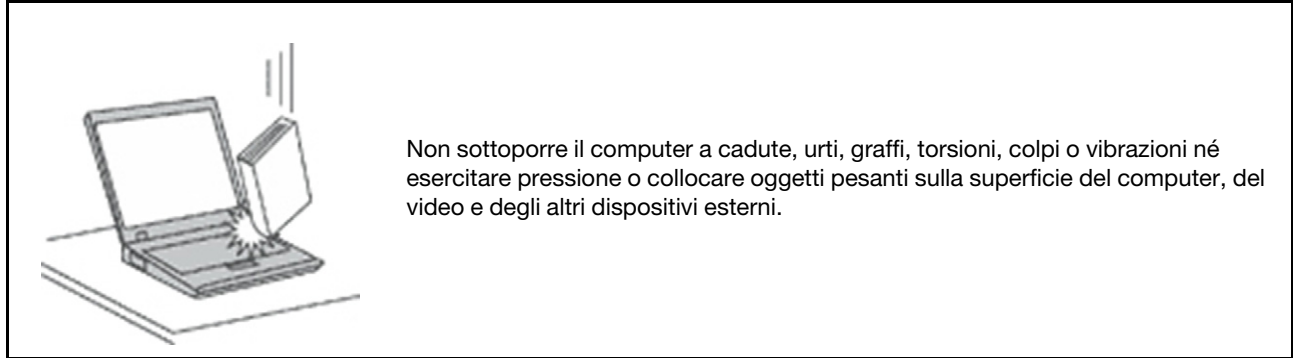 Non sottoporre il computer a cadute, urti, graffi, torsioni, colpi o vibrazioni né
esercitare pressione o collocare oggetti pesanti sulla superficie del computer, del
video e degli altri dispositivi esterni.